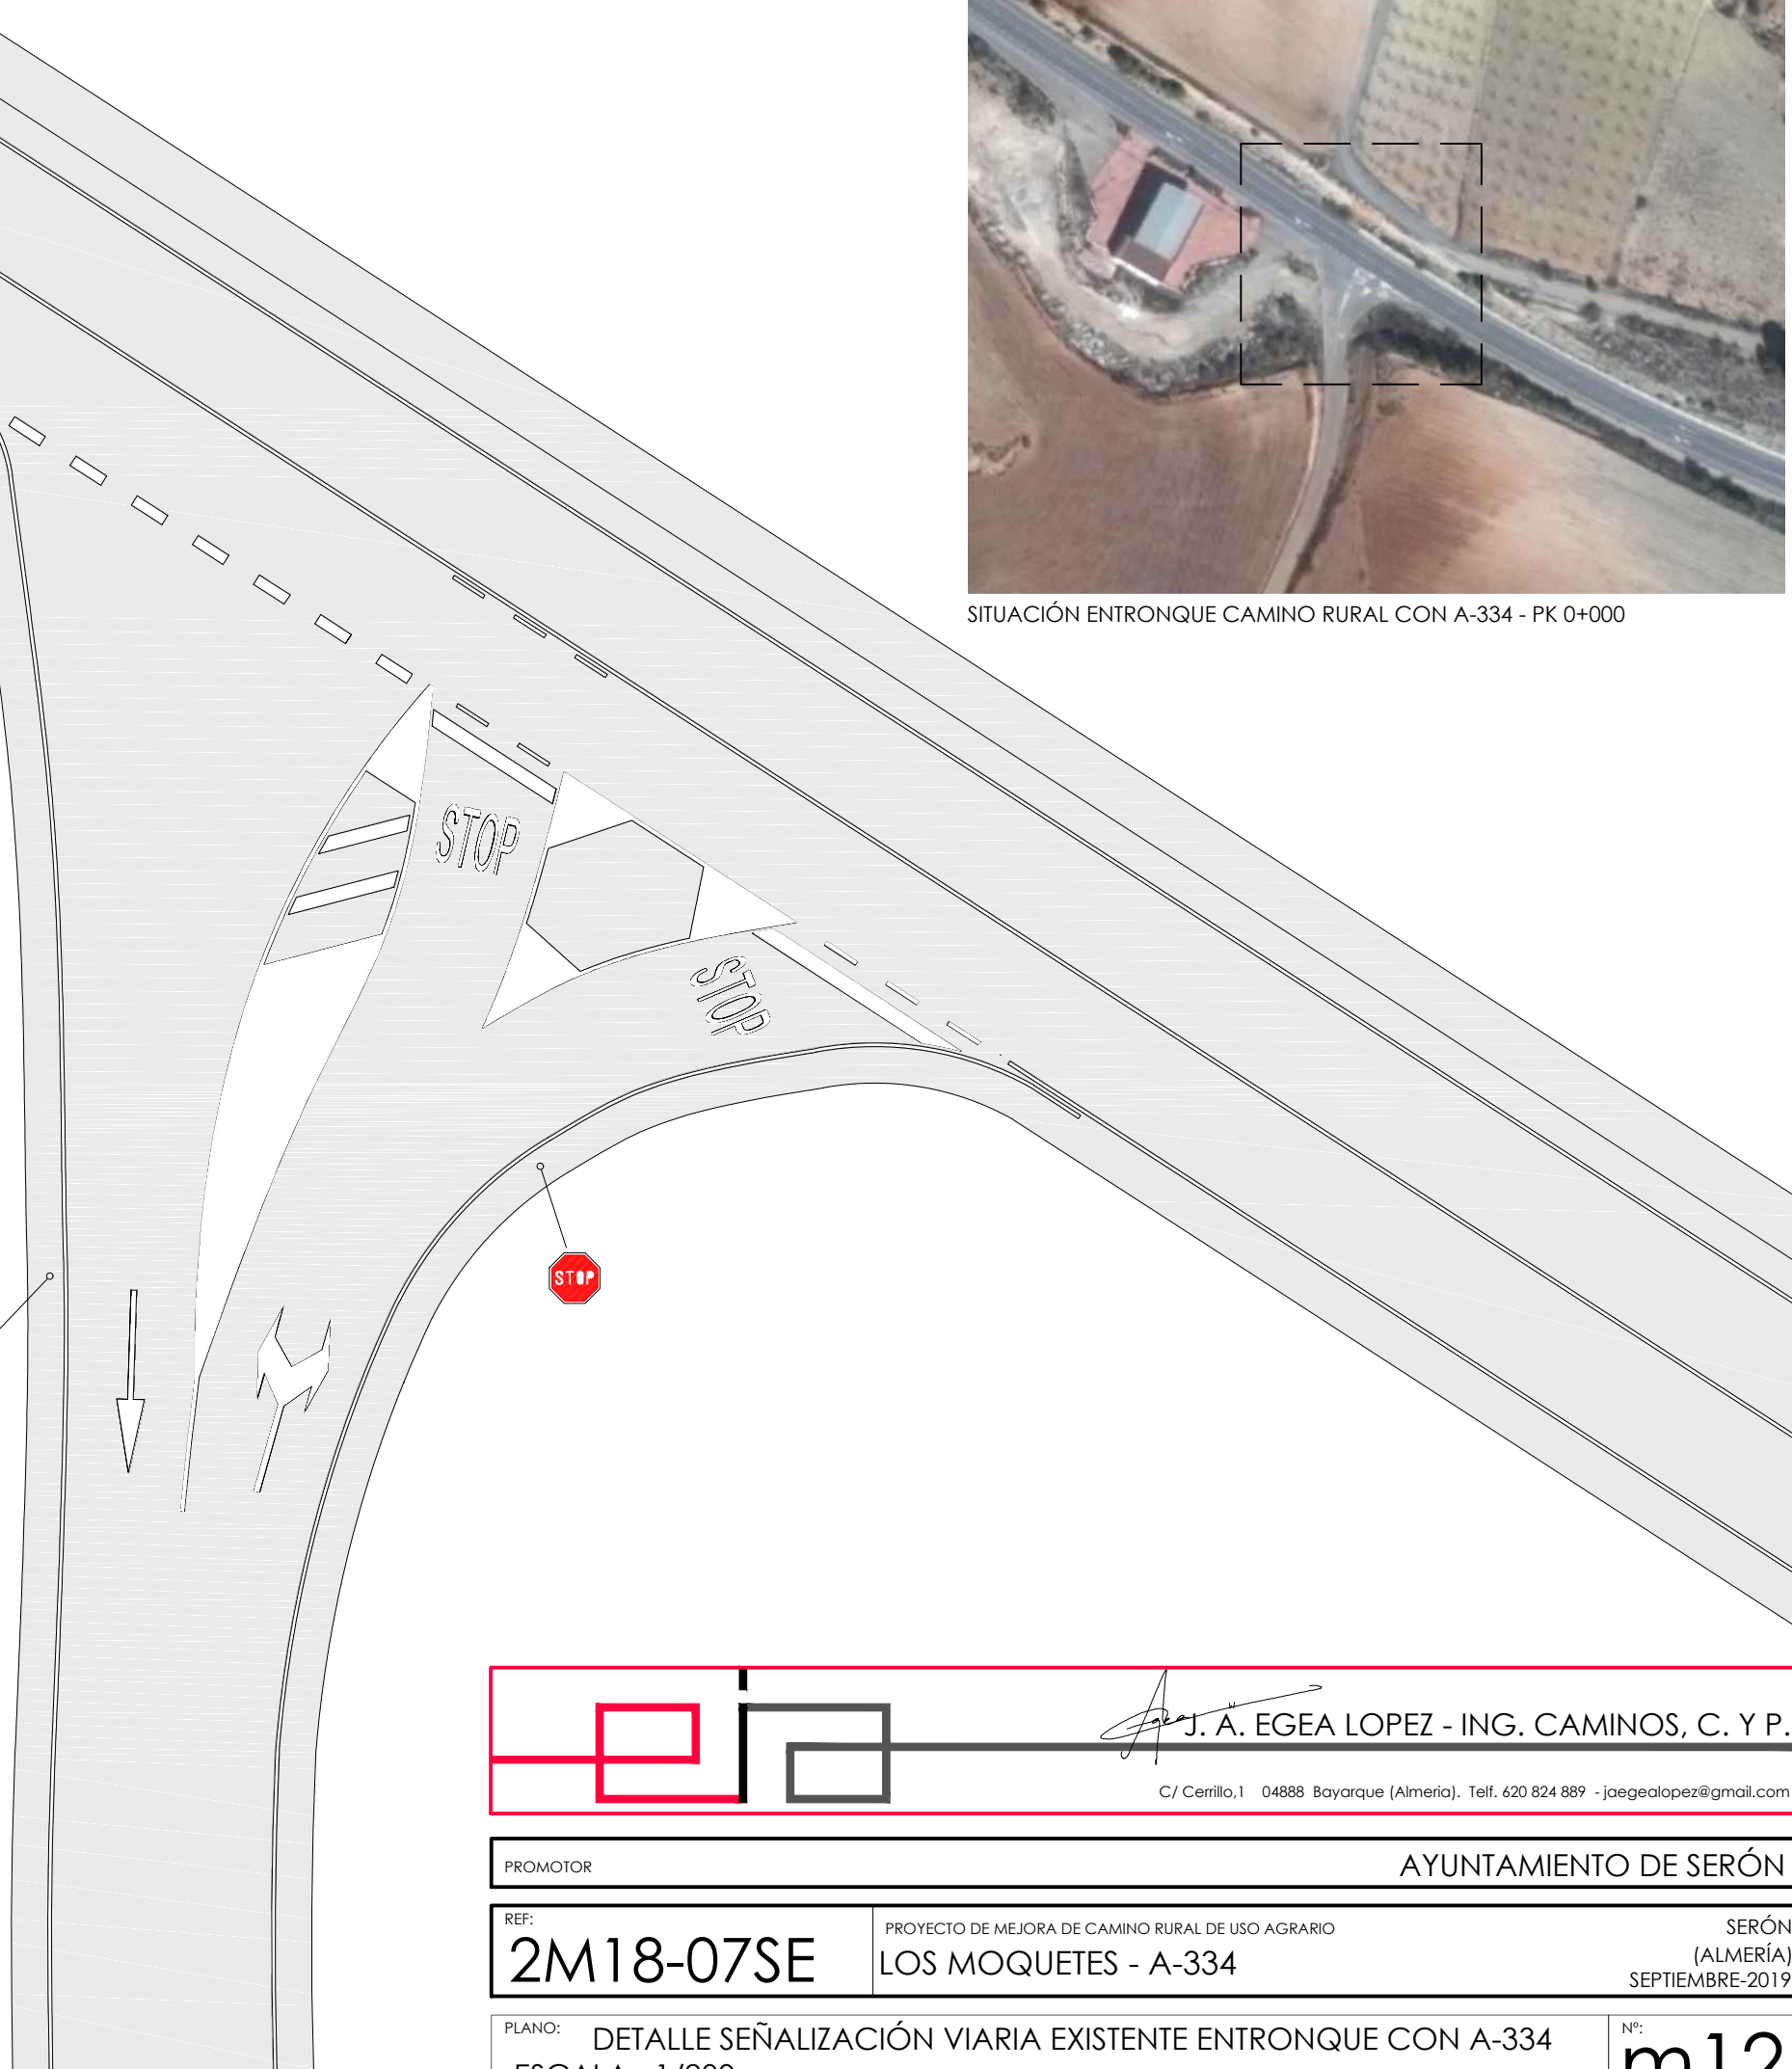 SITUACIÓN ENTRONQUE CAMINO RURAL CON A-334 - PK 0+000
STOP
STOP
STOP
J. A. EGEA LOPEZ - ING. CAMINOS, C. Y P.
C/ Cerrillo,1 04888 Bayarque (Almeria). Telf. 620 824 889 - jaegealopez@gmail.com
PROMOTOR AYUNTAMIENTO DE SERÓN
REF:
2M18-07SE
PROYECTO DE MEJORA DE CAMINO RURAL DE USO AGRARIO
LOS MOQUETES - A-334
SERÓN
(ALMERÍA)
SEPTIEMBRE-2019
PLANO: DETALLE SEÑALIZACIÓN VIARIA EXISTENTE ENTRONQUE CON A-334
Nº:
m12